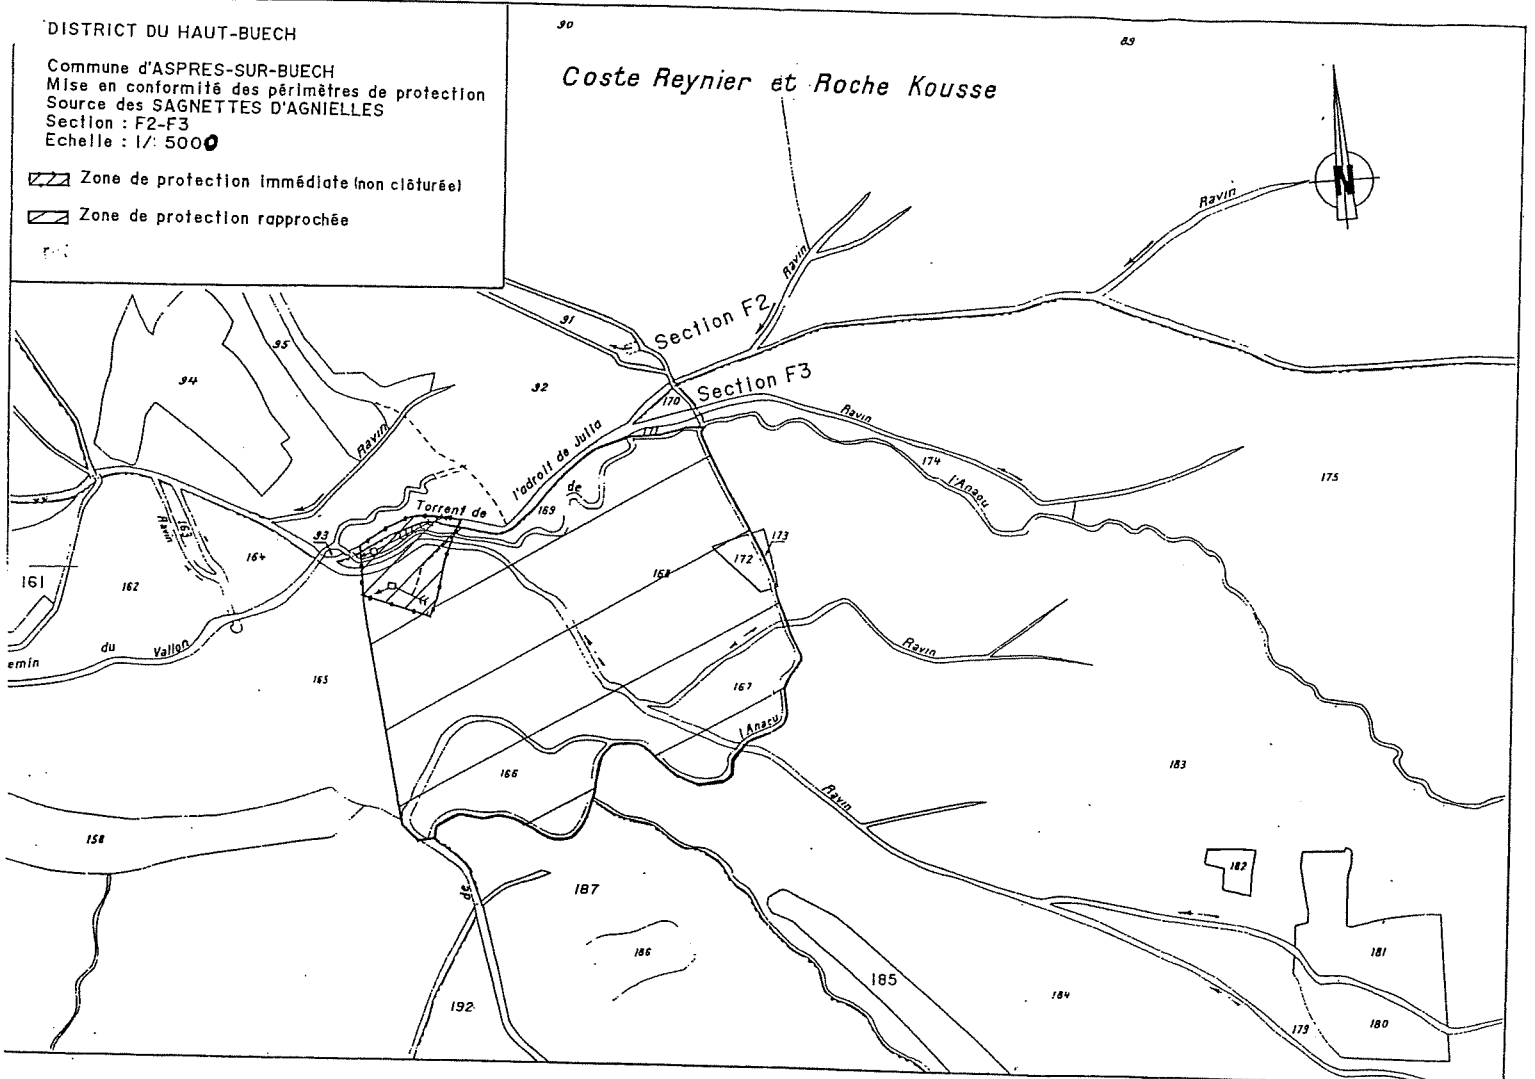 DISTRICT DU HAUT-BUECH
Commune d'ASPRES-SUR-BUECH
Mise en conformité des périmètres de protection
Source des SAGNETTES D'AGNIELLES
Section : F2-F3
Echelle : 1/: 5000
Zone de protection immédiate (non clôturée)
Zone de protection rapprochée
90
89
Coste Reynier et Roche Kousse
N
Ravin
Ravin
91
Section F2
95
94
92
Section F3
170
Ravin
171
Ravin
l'adroit de Julia
174
175
de
l'Anaou
Torrent de
169
163
Ravin
93
164
173
172
161
162
168
du
Vallon
emin
Ravin
165
167
l'Anaou
166
183
Ravin
158
182
de
187
186
181
185
184
192
179
180